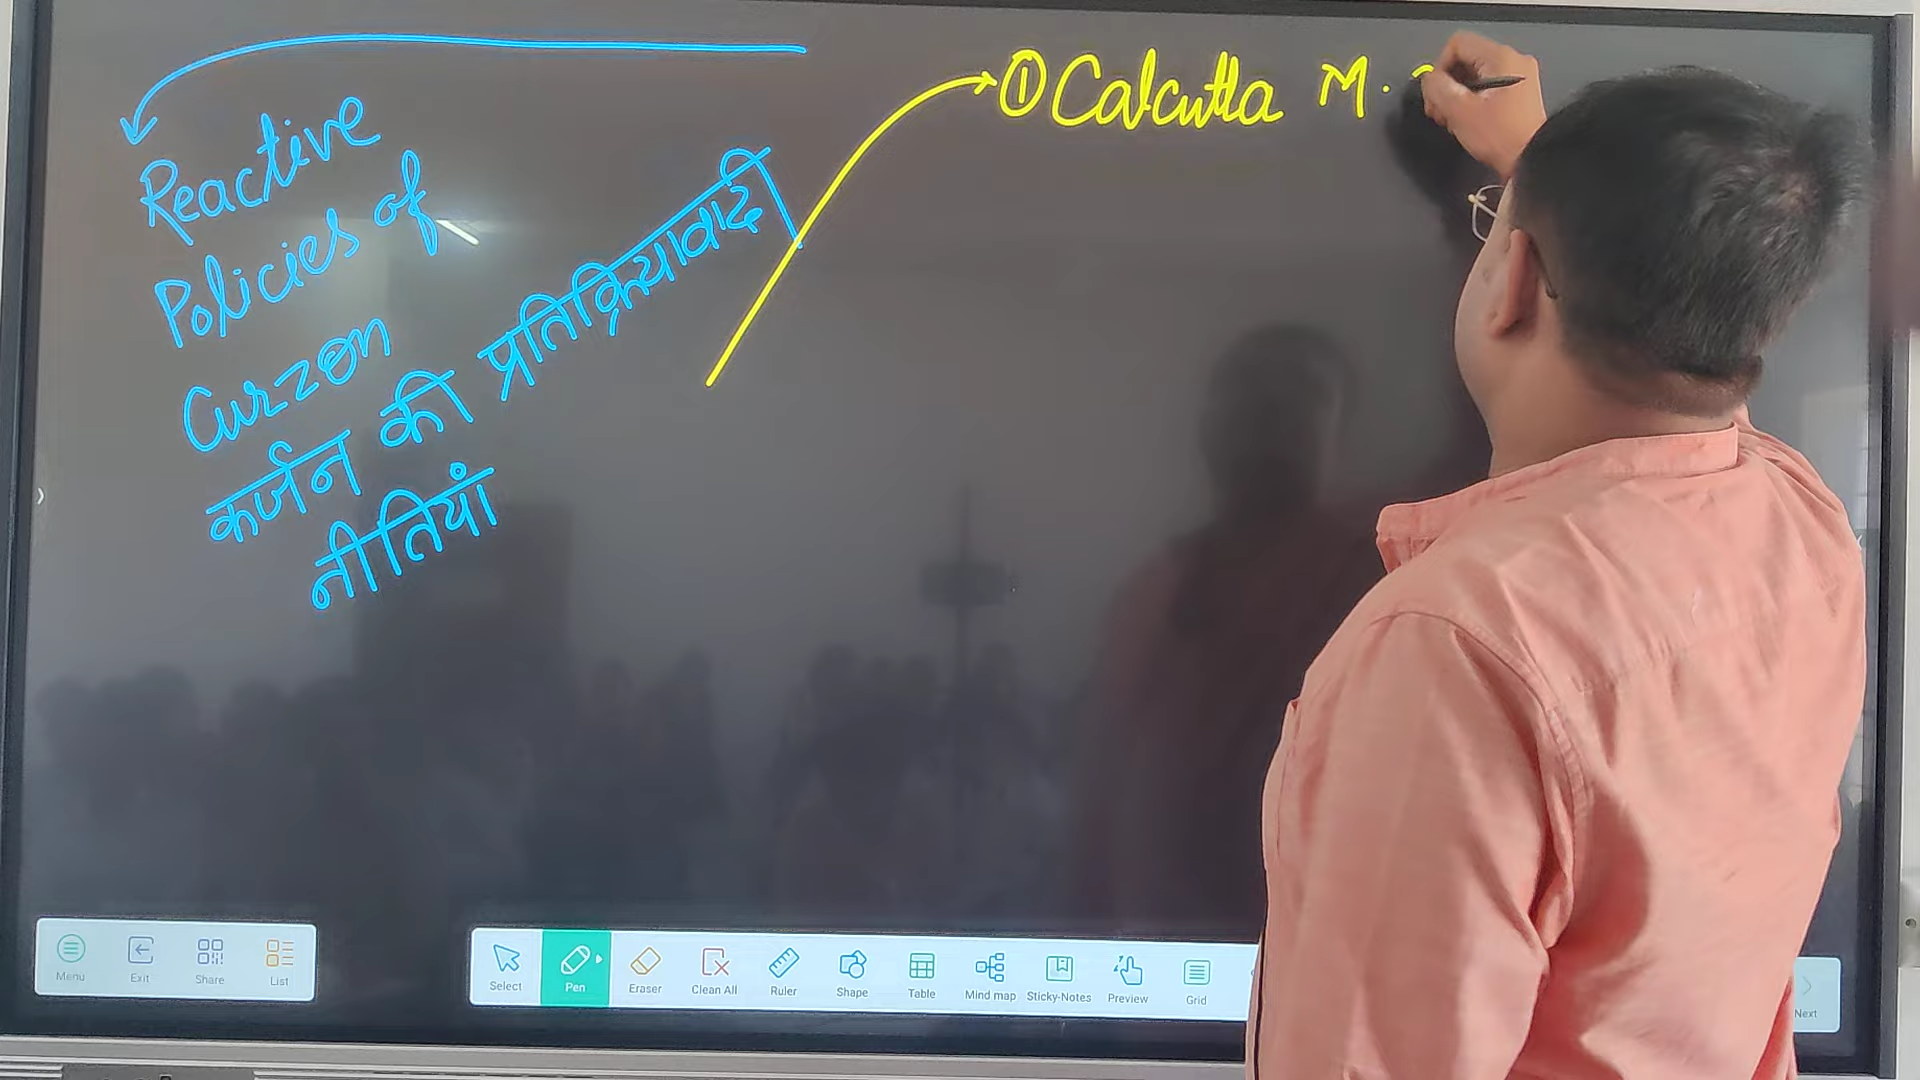 Reactive
Policies of
Curzon
कर्जन की प्रतिक्रियावादी
नीतियां
① Calcutta M.
Menu
Exit
Share
List
Select
Pen
Eraser
Clean All
Ruler
Shape
Table
Mind map
Sticky-Notes
Preview
Grid
Next